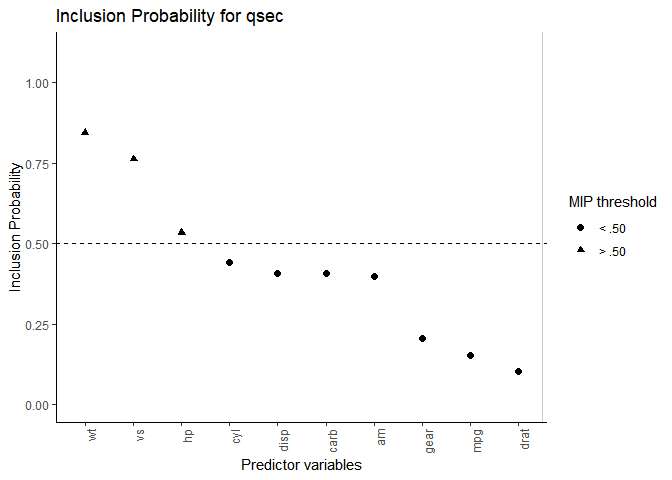 Inclusion Probability for qsec
Inclusion Probability
1.00
0.75
0.50
0.25
0.00
wt
vs
hp
cyl
disp
carb
am
gear
mpg
drat
Predictor variables
MIP threshold
< .50
> .50